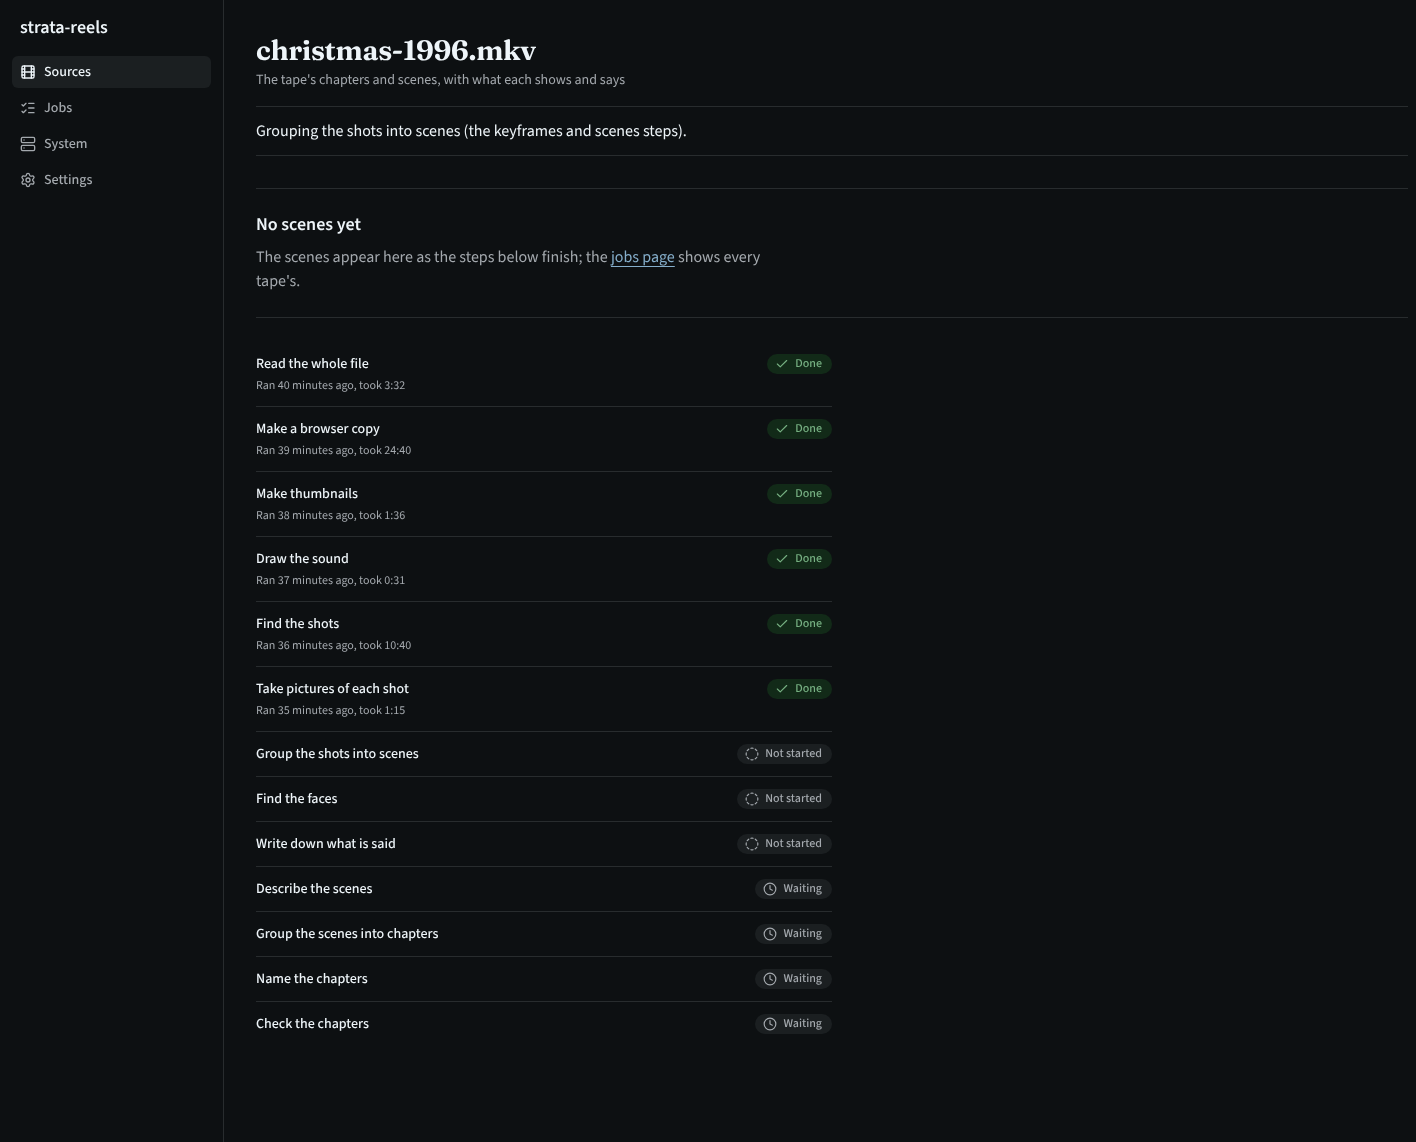 strata-reels
Sources
Jobs
System
Settings
christmas-1996.mkv
The tape's chapters and scenes, with what each shows and says
Grouping the shots into scenes (the keyframes and scenes steps).
No scenes yet
The scenes appear here as the steps below finish; the jobs page shows every
tape's.
Read the whole file
Done
Ran 40 minutes ago, took 3:32
Make a browser copy
Done
Ran 39 minutes ago, took 24:40
Make thumbnails
Done
Ran 38 minutes ago, took 1:36
Draw the sound
Done
Ran 37 minutes ago, took 0:31
Find the shots
Done
Ran 36 minutes ago, took 10:40
Take pictures of each shot
Done
Ran 35 minutes ago, took 1:15
Group the shots into scenes
Not started
Find the faces
Not started
Write down what is said
Not started
Describe the scenes
Waiting
Group the scenes into chapters
Waiting
Name the chapters
Waiting
Check the chapters
Waiting